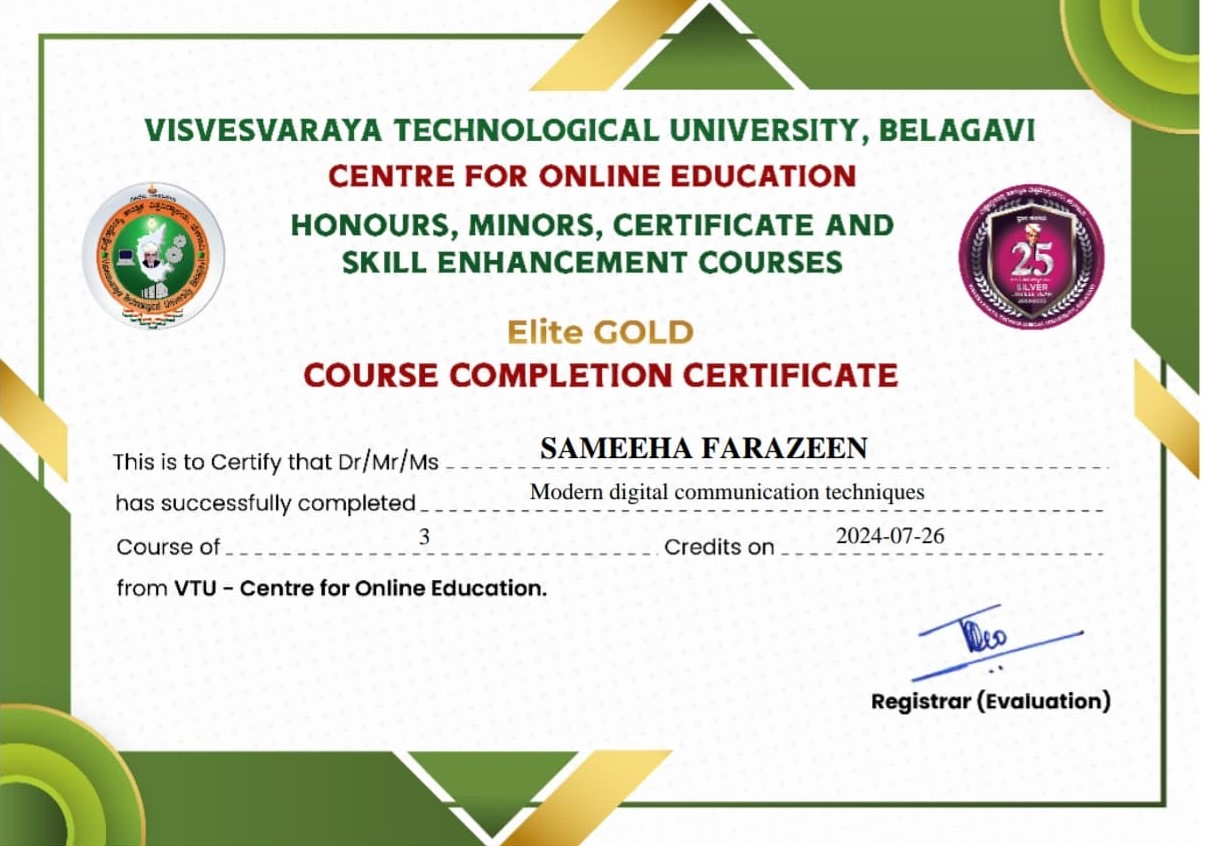 VISVESVARAYA TECHNOLOGICAL UNIVERSITY, BELAGAVI
CENTRE FOR ONLINE EDUCATION
HONOURS, MINORS, CERTIFICATE AND
SKILL ENHANCEMENT COURSES
25
SILVER
Elite GOLD
COURSE COMPLETION CERTIFICATE
This is to Certify that Dr/Mr/Ms SAMEEHA FARAZEEN
has successfully completed Modern digital communication techniques
Course of 3 Credits on 2024-07-26
from VTU - Centre for Online Education.
Registrar (Evaluation)